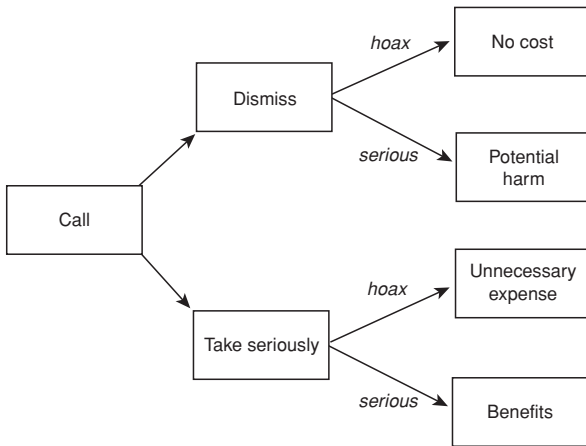 hoax
No cost
Dismiss
serious
Potential
harm
Call
hoax
Unnecessary
expense
Take seriously
serious
Benefits